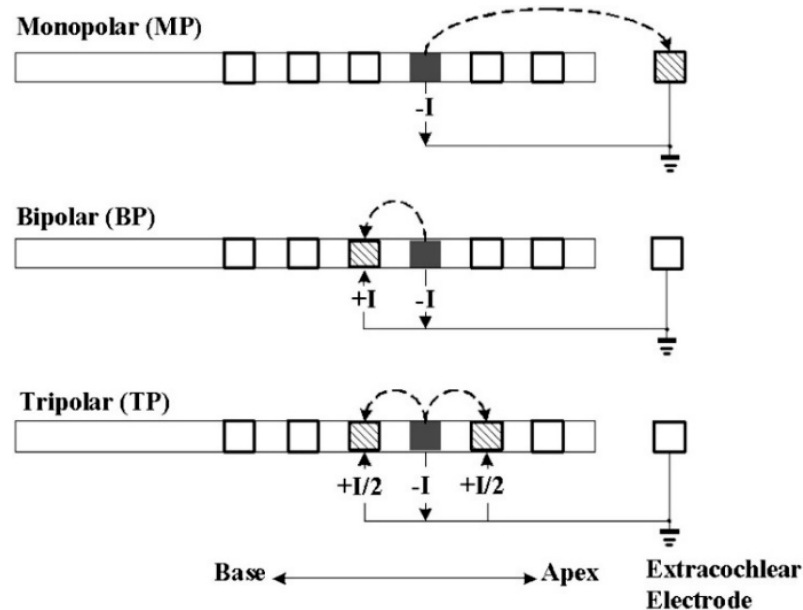 Monopolar (MP)
-I
Bipolar (BP)
+I -I
Tripolar (TP)
+I/2 -I +I/2
Base Apex Extracochlear
Electrode